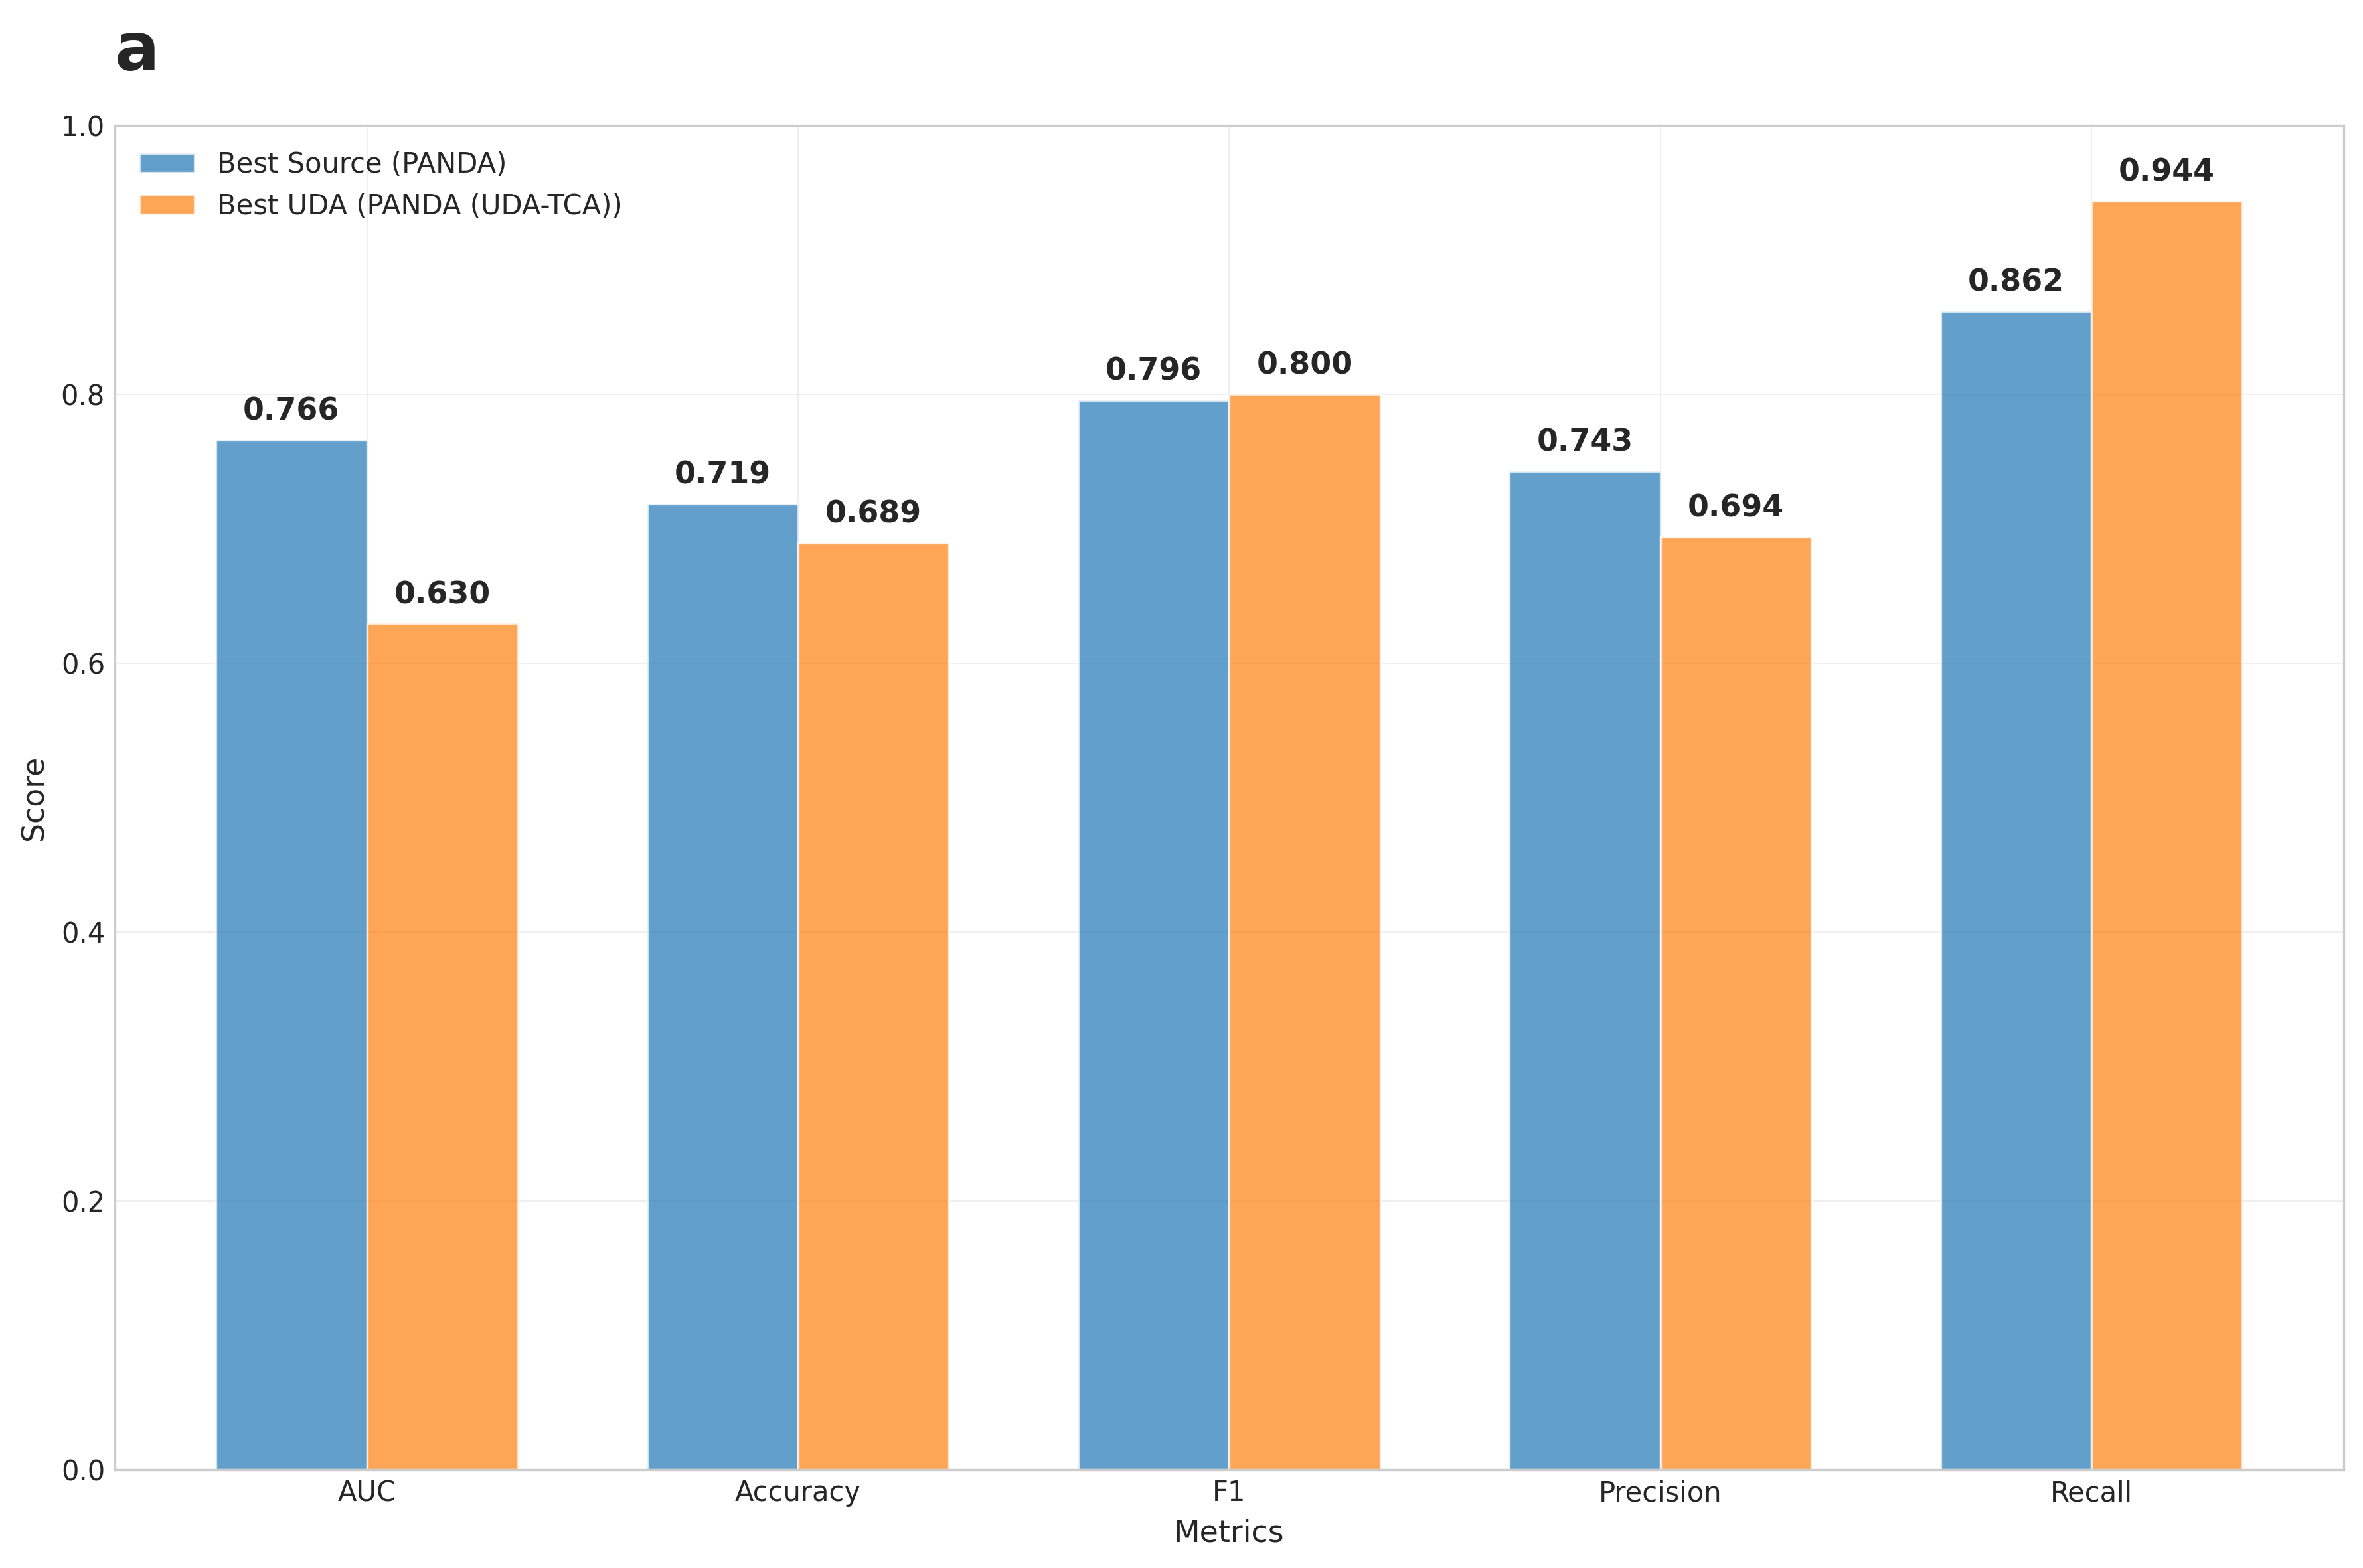 a
1.0
0.8
0.6
0.4
0.2
0.0
Score
Best Source (PANDA)
Best UDA (PANDA (UDA-TCA))
0.766
0.630
0.719
0.689
0.796
0.800
0.743
0.694
0.862
0.944
AUC
Accuracy
F1
Precision
Recall
Metrics